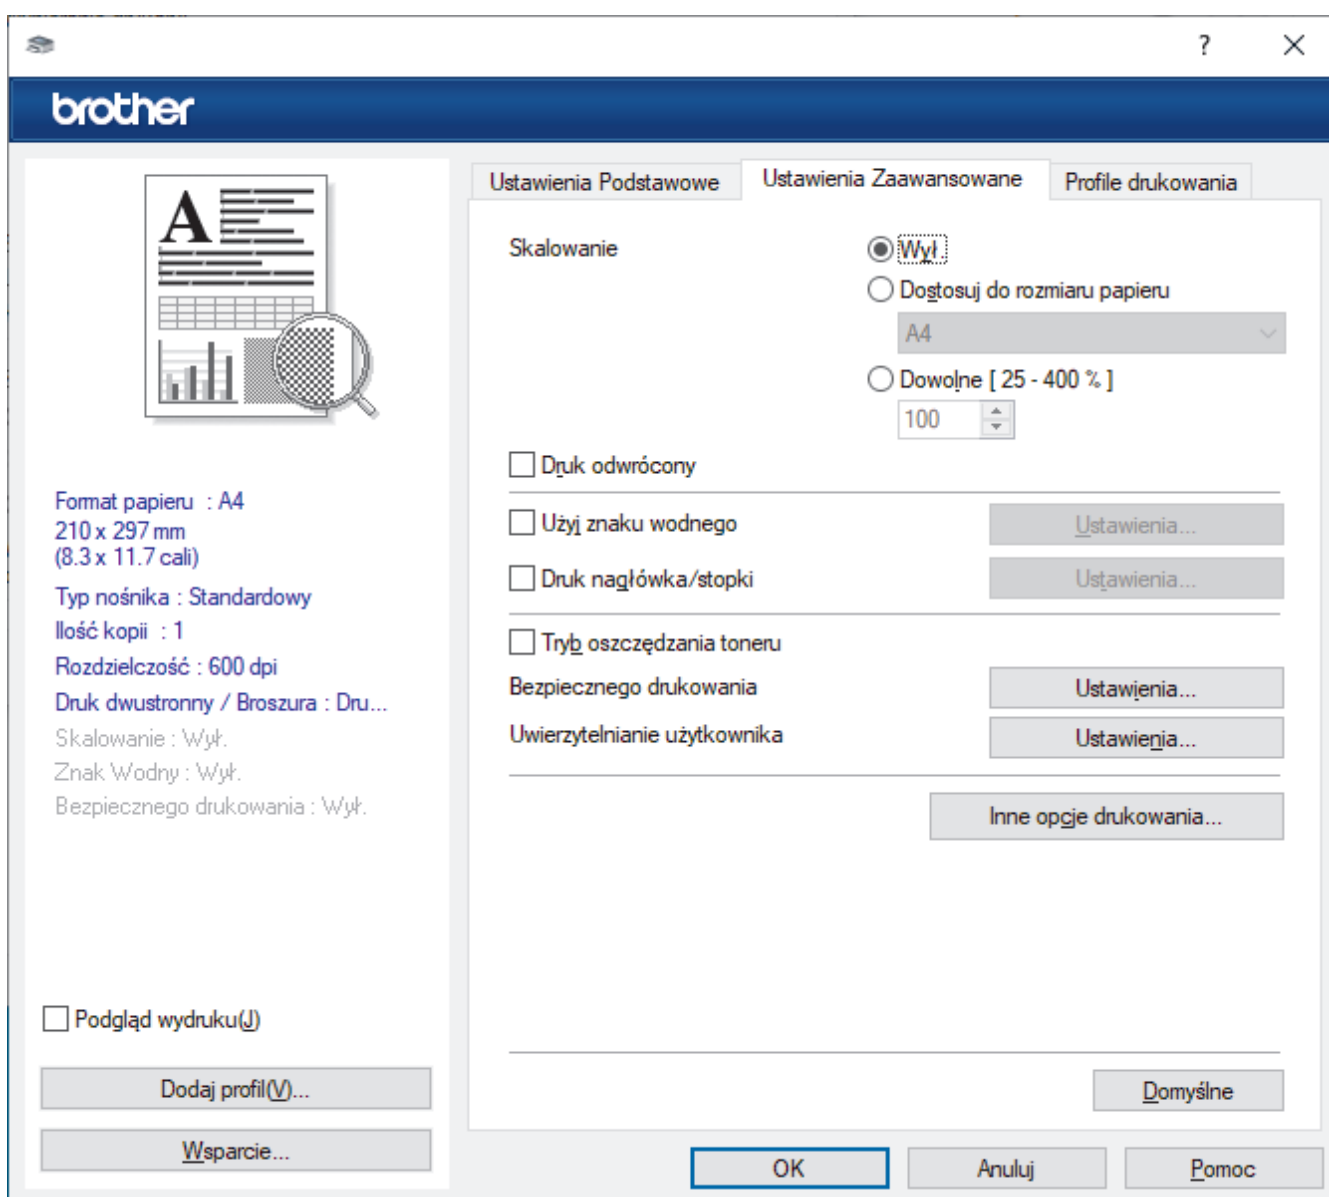 ?
brother
A
Ustawienia Podstawowe
Ustawienia Zaawansowane
Profile drukowania
Skalowanie
Wył.
Dostosuj do rozmiaru papieru
A4
Dowolne [ 25 - 400 % ]
100
Druk odwrócony
Użyj znaku wodnego
Ustawienia...
Druk nagłówka/stopki
Ustawienia...
Tryb oszczędzania toneru
Bezpiecznego drukowania
Ustawienia...
Uwierzytelnianie użytkownika
Ustawienia...
Inne opcje drukowania...
Format papieru : A4
210 x 297 mm
(8.3 x 11.7 cali)
Typ nośnika : Standardowy
Ilość kopii : 1
Rozdzielczość : 600 dpi
Druk dwustronny / Broszura : Dru...
Skalowanie : Wył.
Znak Wodny : Wył.
Bezpiecznego drukowania : Wył.
Podgląd wydruku(J)
Dodaj profil(V)...
Wsparcie...
Domyślne
OK
Anuluj
Pomoc